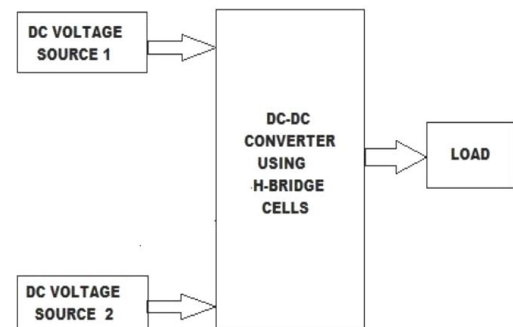 DC VOLTAGE
SOURCE 1
DC-DC
CONVERTER
USING
H-BRIDGE
CELLS
LOAD
DC VOLTAGE
SOURCE 2